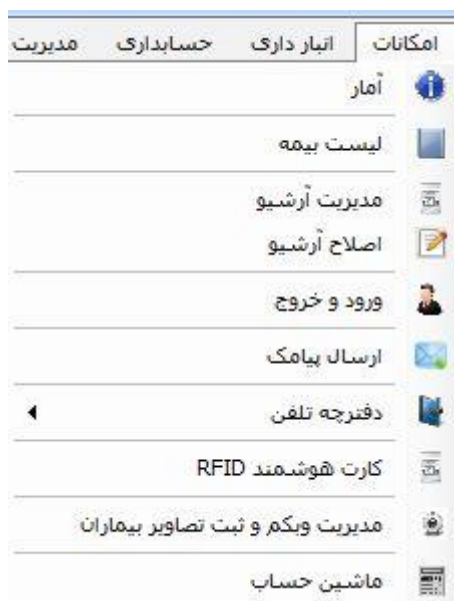 امکانات انبار داری حسابداری مدیریت
آمار
لیست بیمه
مدیریت آرشیو
اصلاح آرشیو
ورود و خروج
ارسال پیامک
دفترچه تلفن
کارت هوشمند RFID
مدیریت وبکم و ثبت تصاویر بیماران
ماشین حساب